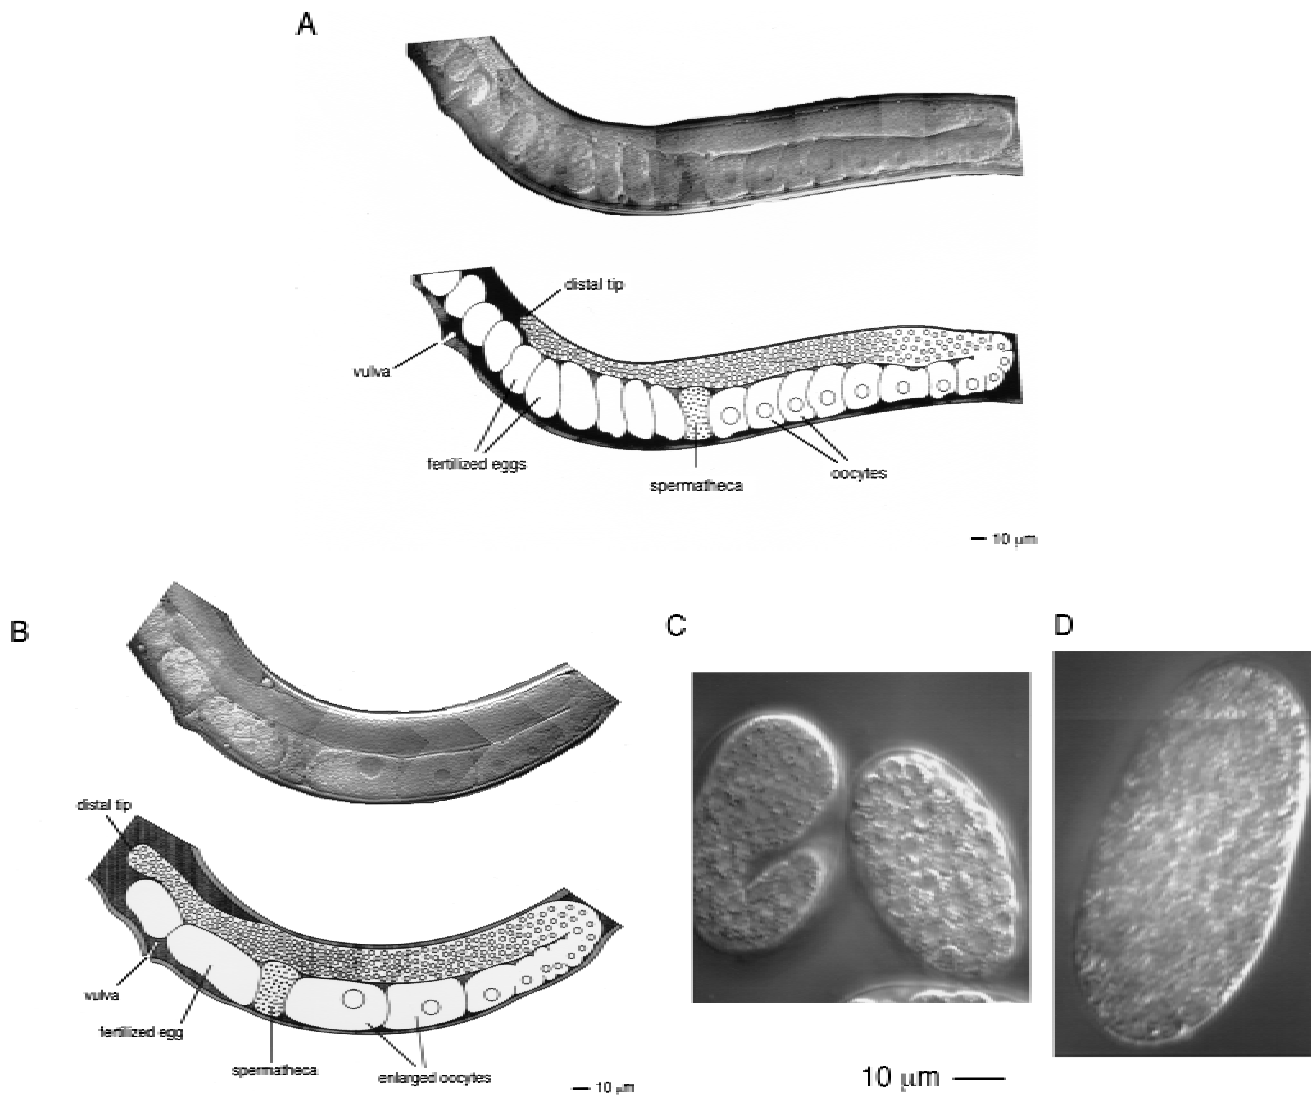 A
distal tip
vulva
fertilized eggs
spermatheca
oocytes
10 μm
B
C
D
distal tip
vulva
fertilized egg
spermatheca
enlarged oocytes
10 μm
10 μm